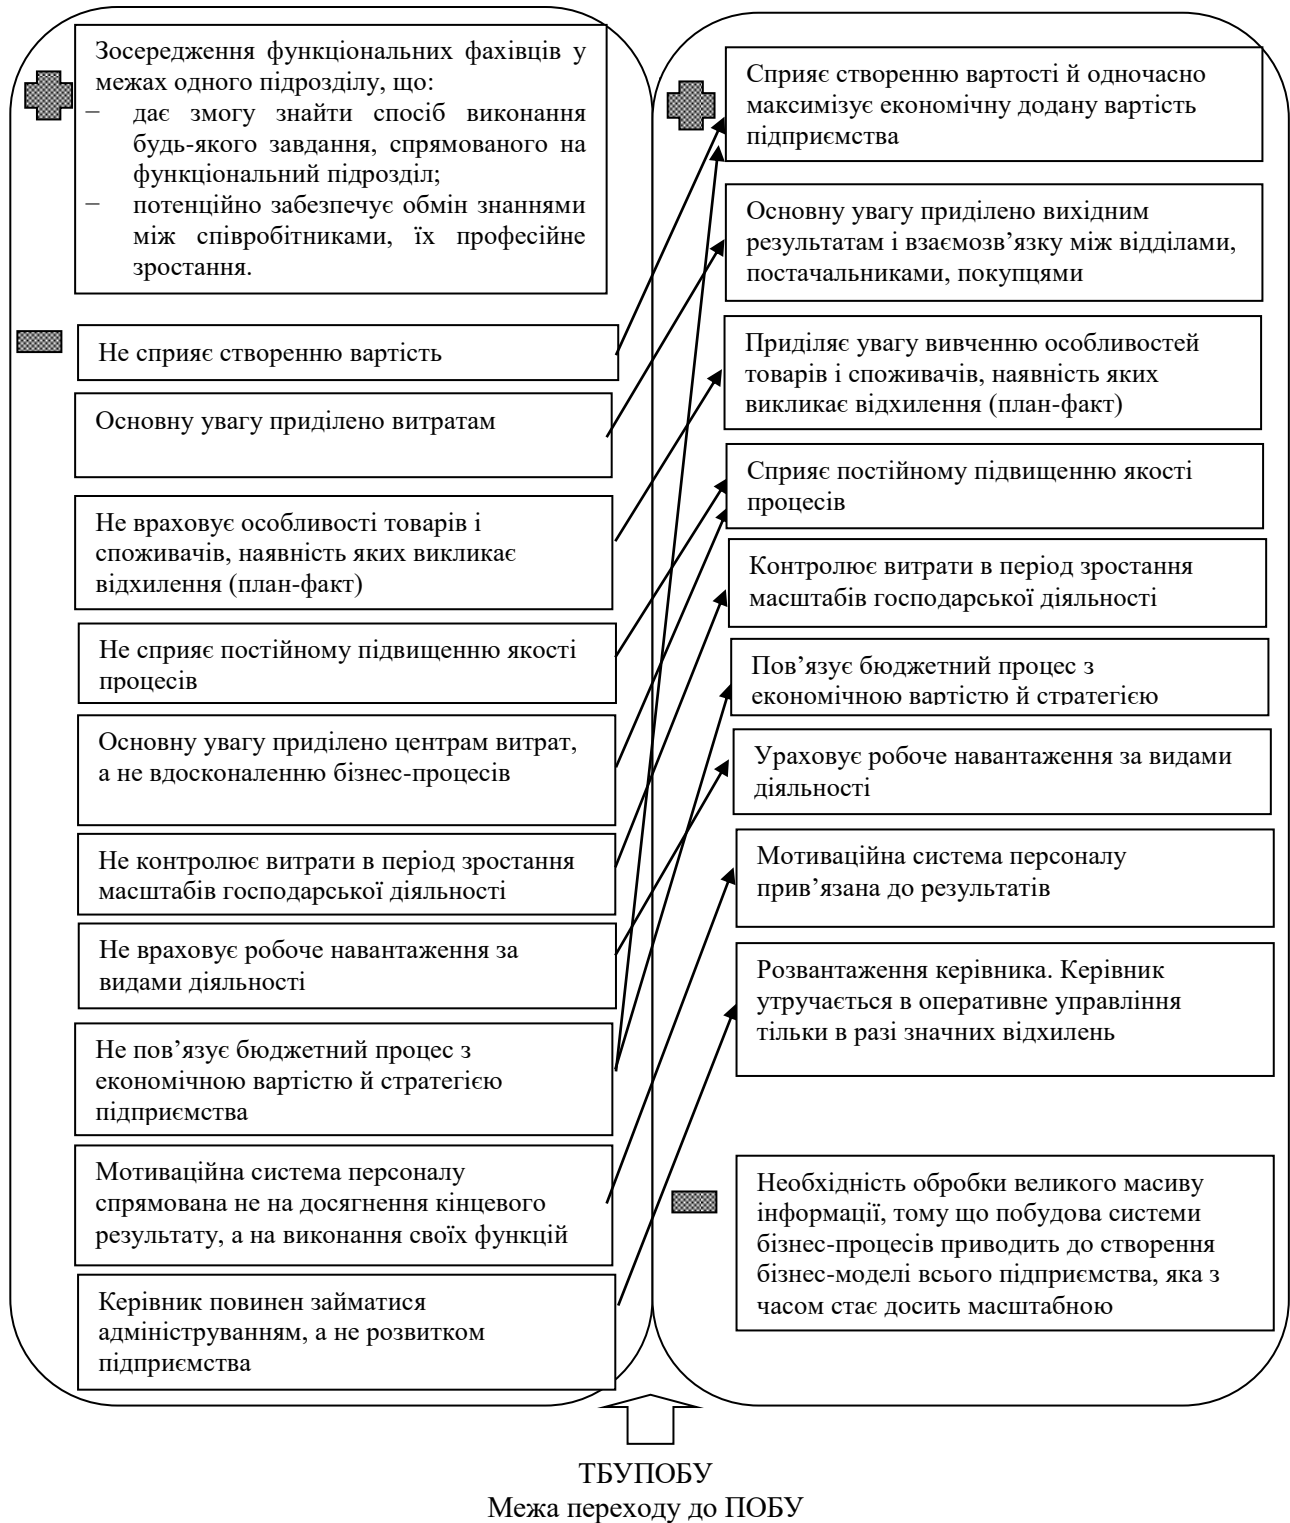 Зосередження функціональних фахівців у
межах одного підрозділу, що:
− дає змогу знайти спосіб виконання
будь-якого завдання, спрямованого на
функціональний підрозділ;
− потенційно забезпечує обмін знаннями
між співробітниками, їх професійне
зростання.
Не сприяє створенню вартість
Основну увагу приділено витратам
Не враховує особливості товарів і
споживачів, наявність яких викликає
відхилення (план-факт)
Не сприяє постійному підвищенню якості
процесів
Основну увагу приділено центрам витрат,
а не вдосконаленню бізнес-процесів
Не контролює витрати в період зростання
масштабів господарської діяльності
Не враховує робоче навантаження за
видами діяльності
Не пов’язує бюджетний процес з
економічною вартістю й стратегією
підприємства
Мотиваційна система персоналу
спрямована не на досягнення кінцевого
результату, а на виконання своїх функцій
Керівник повинен займатися
адмініструванням, а не розвитком
підприємства
Сприяє створенню вартості й одночасно
максимізує економічну додану вартість
підприємства
Основну увагу приділено вихідним
результатам і взаємозв’язку між відділами,
постачальниками, покупцями
Приділяє увагу вивченню особливостей
товарів і споживачів, наявність яких
викликає відхилення (план-факт)
Сприяє постійному підвищенню якості
процесів
Контролює витрати в період зростання
масштабів господарської діяльності
Пов’язує бюджетний процес з
економічною вартістю й стратегією
Ураховує робоче навантаження за видами
діяльності
Мотиваційна система персоналу
прив’язана до результатів
Розвантаження керівника. Керівник
утручається в оперативне управління
тільки в разі значних відхилень
Необхідність обробки великого масиву
інформації, тому що побудова системи
бізнес-процесів приводить до створення
бізнес-моделі всього підприємства, яка з
часом стає досить масштабною
ТБУПОБУ
Межа переходу до ПОБУ